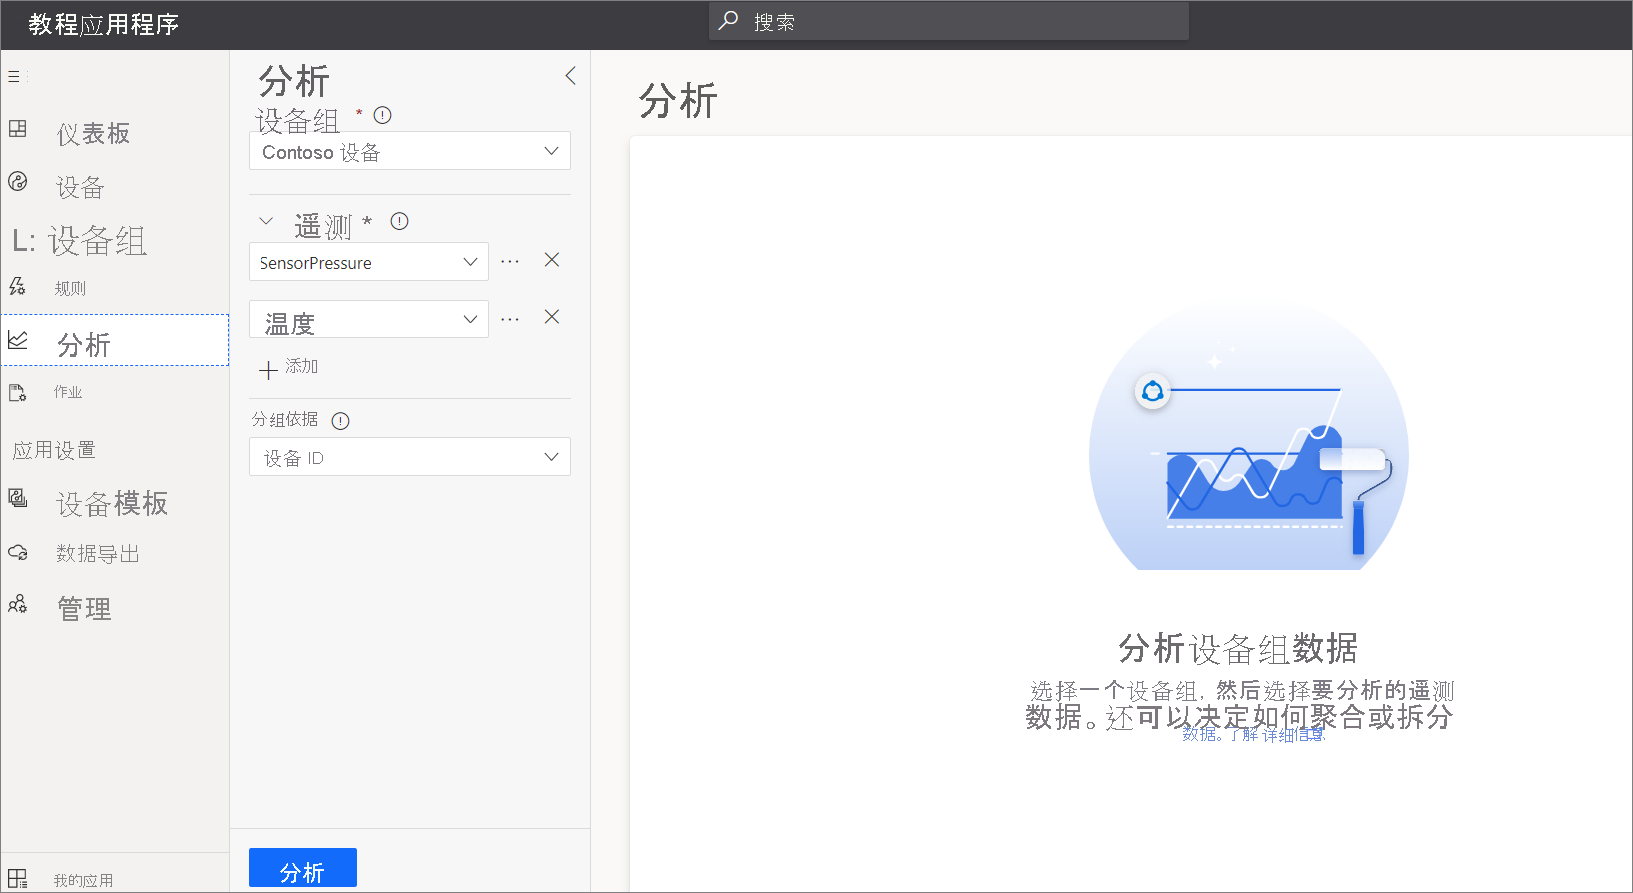 教程应用程序
搜索
仪表板
设备
L: 设备组
规则
分析
作业
应用设置
设备模板
数据导出
管理
我的应用
分析
设备组 *
Contoso 设备
遥测 *
SensorPressure
温度
添加
分组依据
设备 ID
分析
分析
分析设备组数据
选择一个设备组, 然后选择要分析的遥测
数据。还可以决定如何聚合或拆分
数据。了解 详细信息